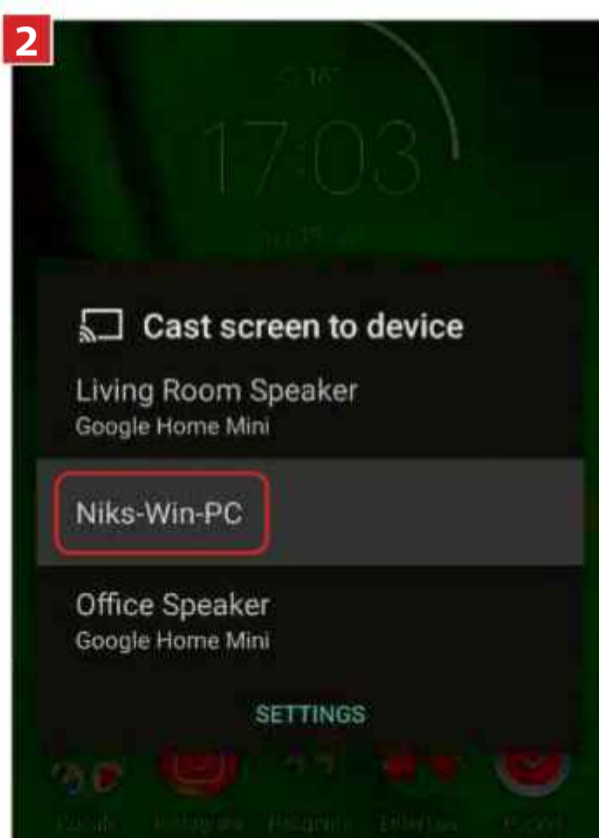 2
16°
17:03
Cast screen to device
Living Room Speaker
Google Home Mini
Niks-Win-PC
Office Speaker
Google Home Mini
SETTINGS